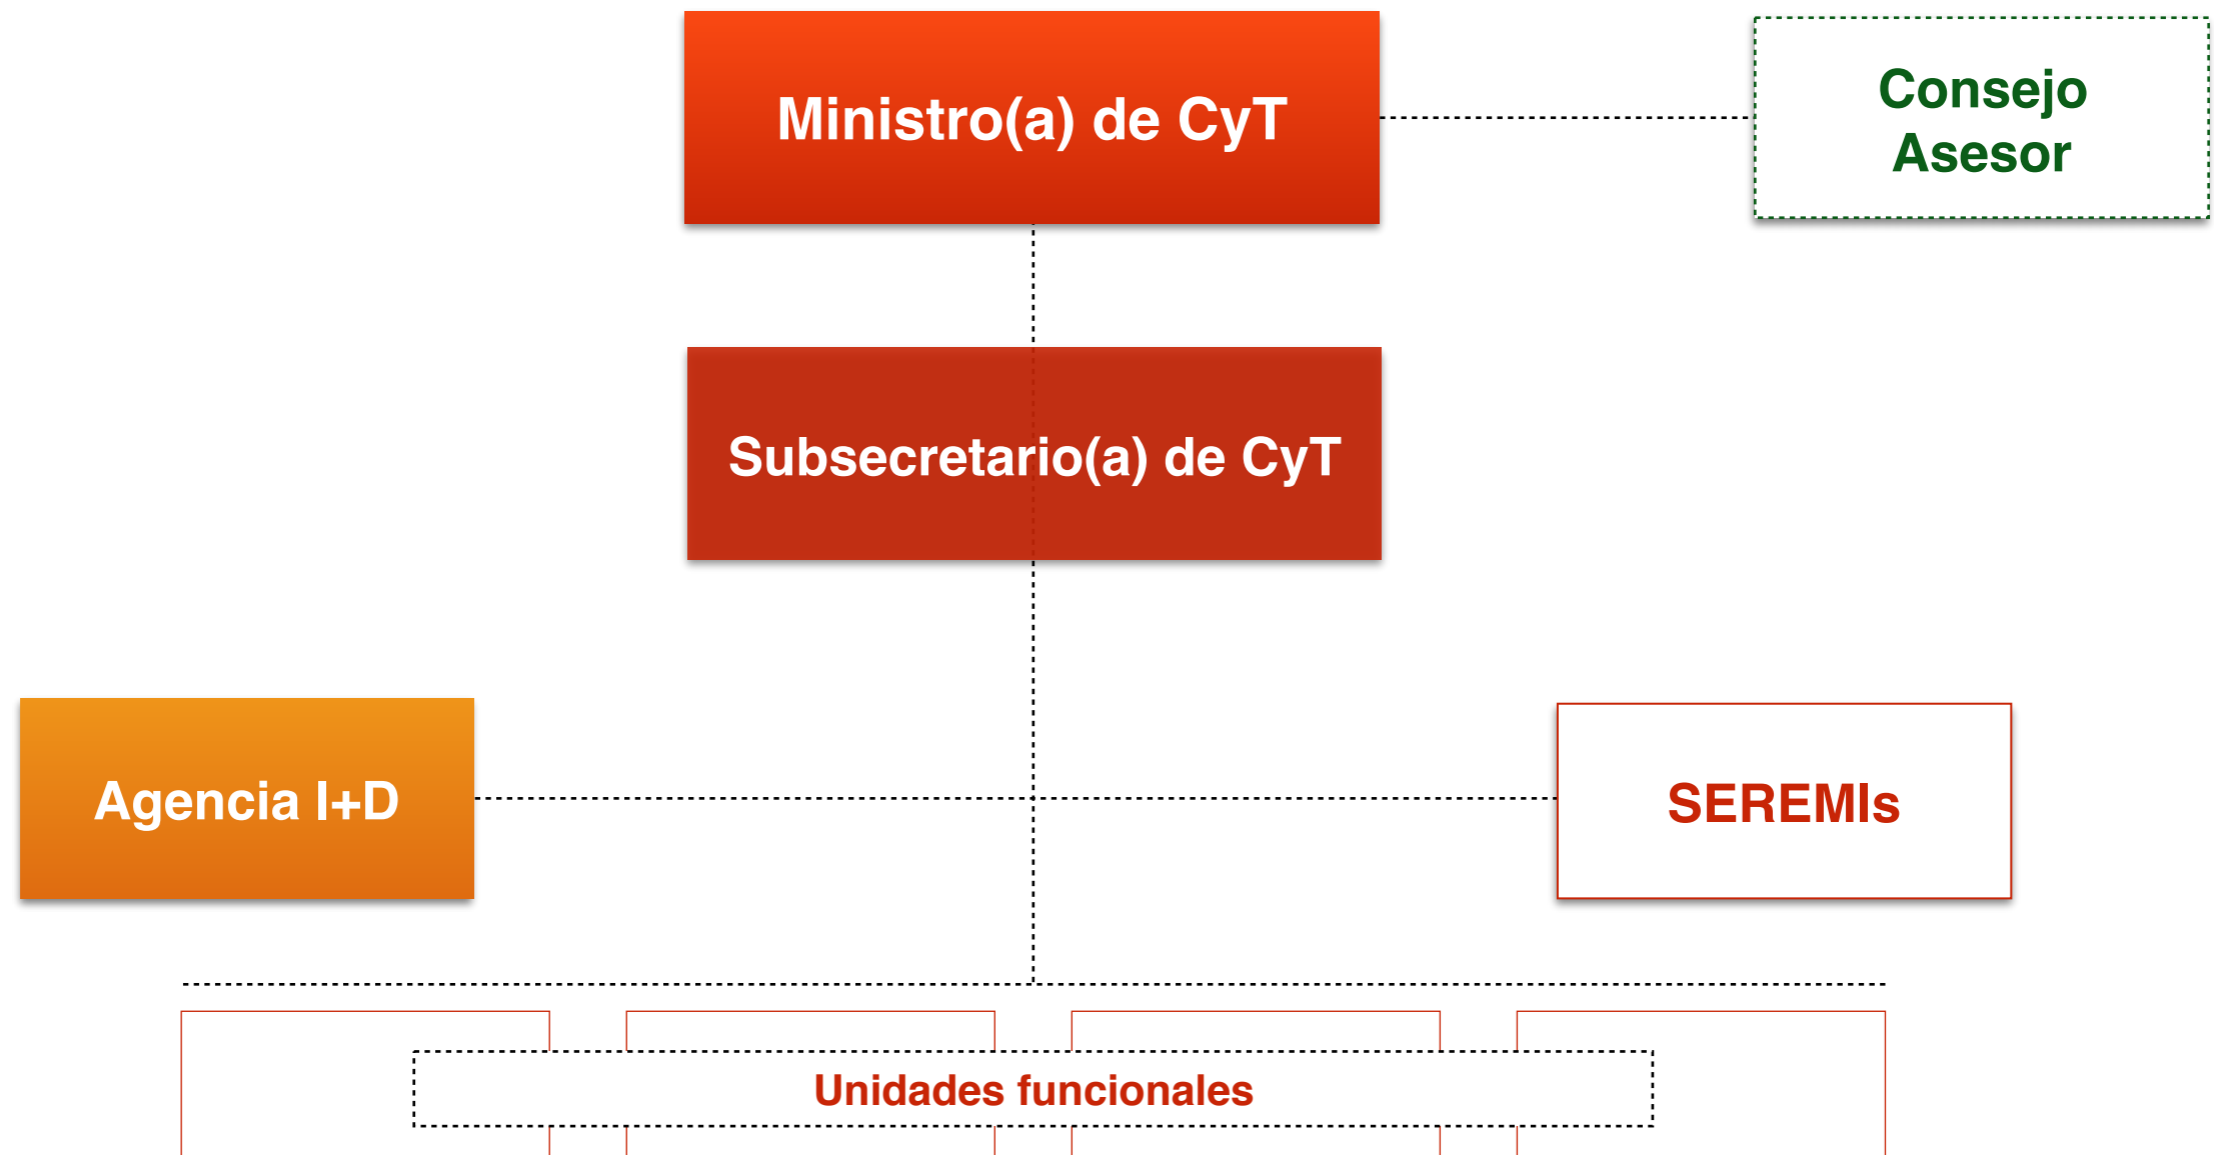 Ministro(a) de CyT
Consejo
Asesor
Subsecretario(a) de CyT
Agencia I+D
SEREMIs
Unidades funcionales